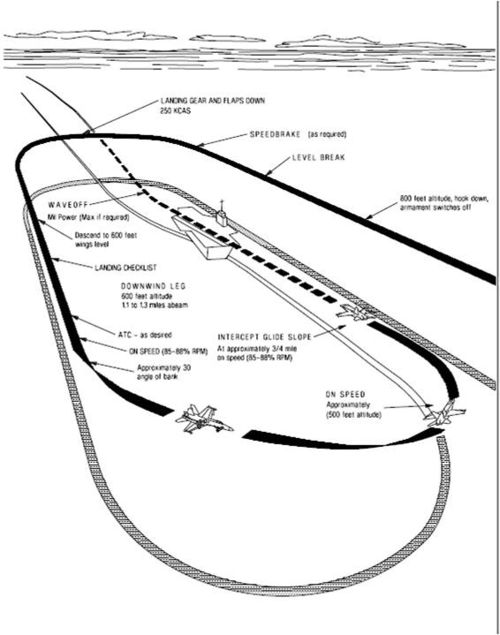 LANDING GEAR AND FLAPS DOWN
250 KCAS
SPEEDBRAKE (as required)
LEVEL BREAK
800 feet altitude, hook down,
armament switches off
WAVEOFF
Mil Power (Max if required)
Descend to 600 feet
wings level
LANDING CHECKLIST
DOWNWIND LEG
600 feet altitude
1.1 to 1.3 miles abeam
ATC – as desired
ON SPEED (85-88% RPM)
Approximately 30
angle of bank
INTERCEPT GLIDE SLOPE
At approximately 3/4 mile
on speed (85-88% RPM)
ON SPEED
Approximately
(500 feet altitude)